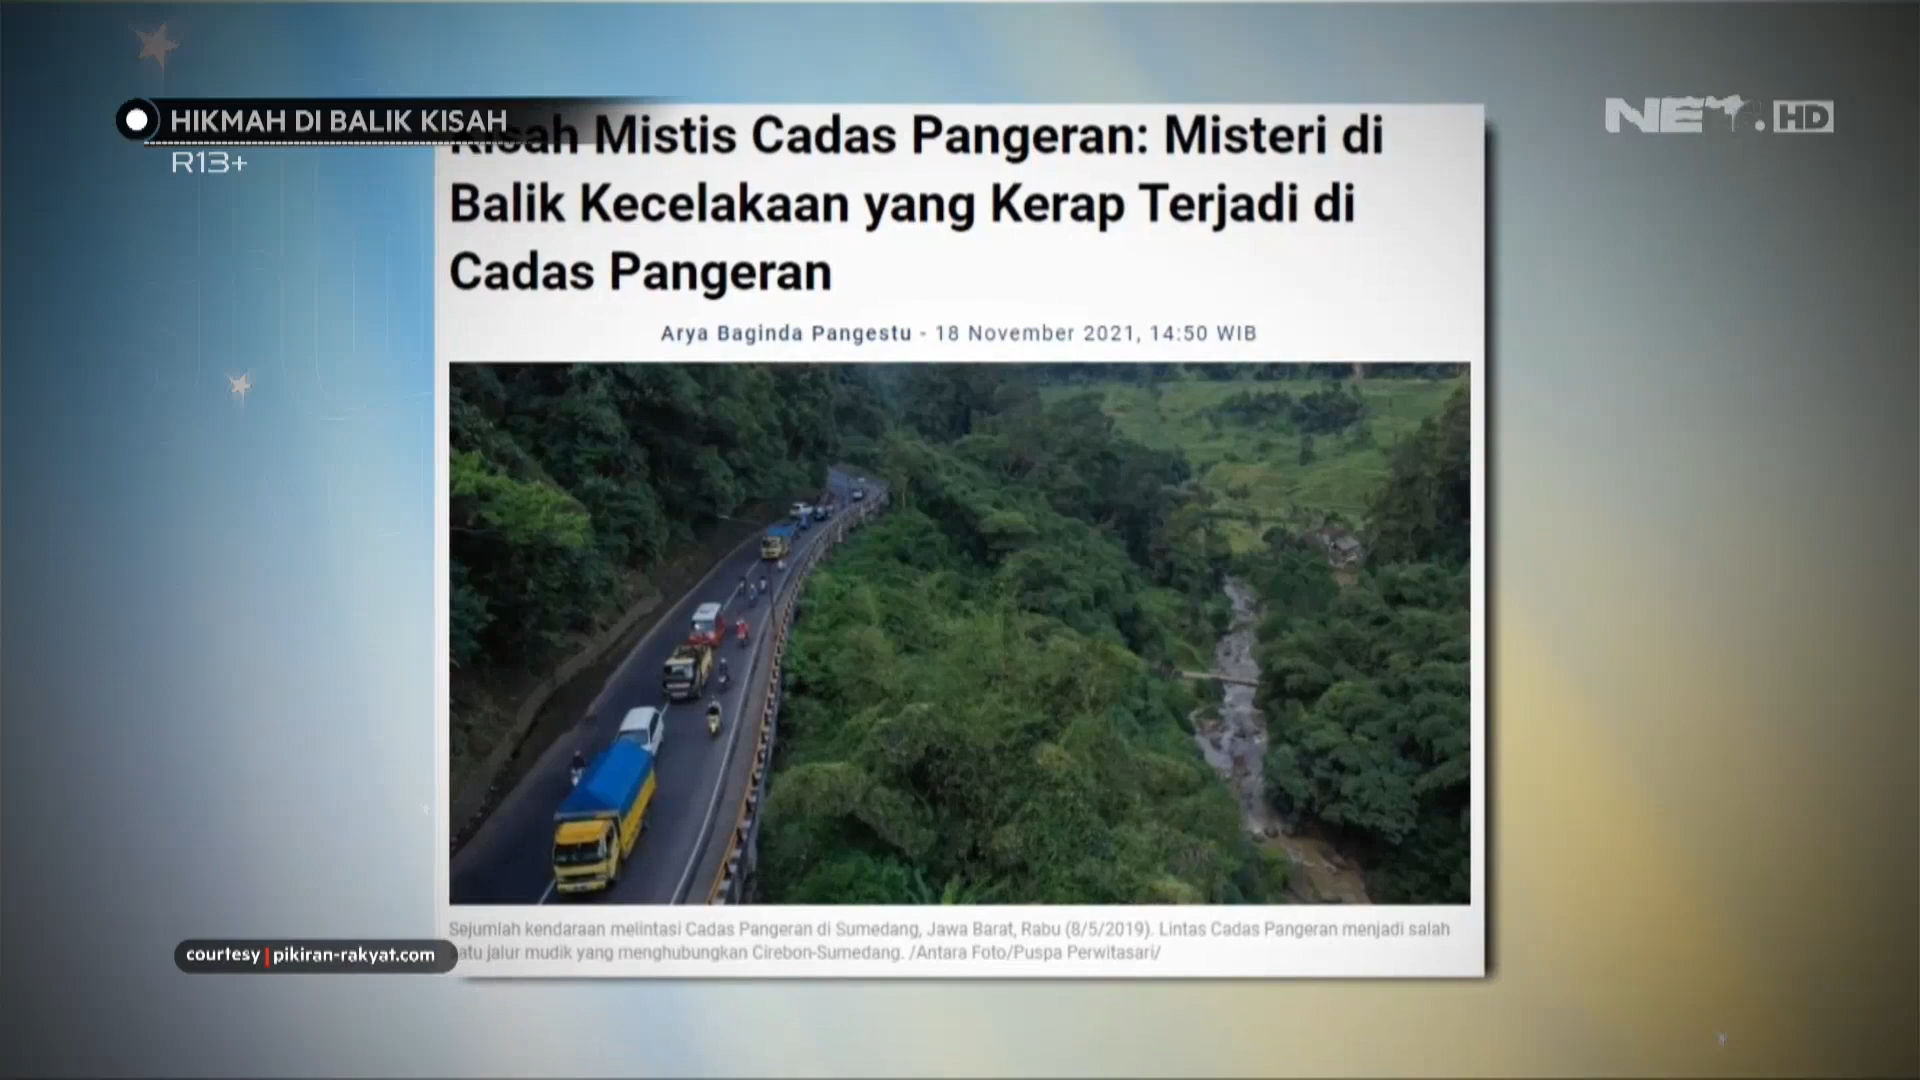 HIKMAH DI BALIK KISAH
R13+
NET. HD
Kisah Mistis Cadas Pangeran: Misteri di
Balik Kecelakaan yang Kerap Terjadi di
Cadas Pangeran
Arya Baginda Pangestu - 18 November 2021, 14:50 WIB
Sejumlah kendaraan melintasi Cadas Pangeran di Sumedang, Jawa Barat, Rabu (8/5/2019). Lintas Cadas Pangeran menjadi salah
satu jalur mudik yang menghubungkan Cirebon-Sumedang. /Antara Foto/Puspa Perwitasari/
courtesy | pikiran-rakyat.com